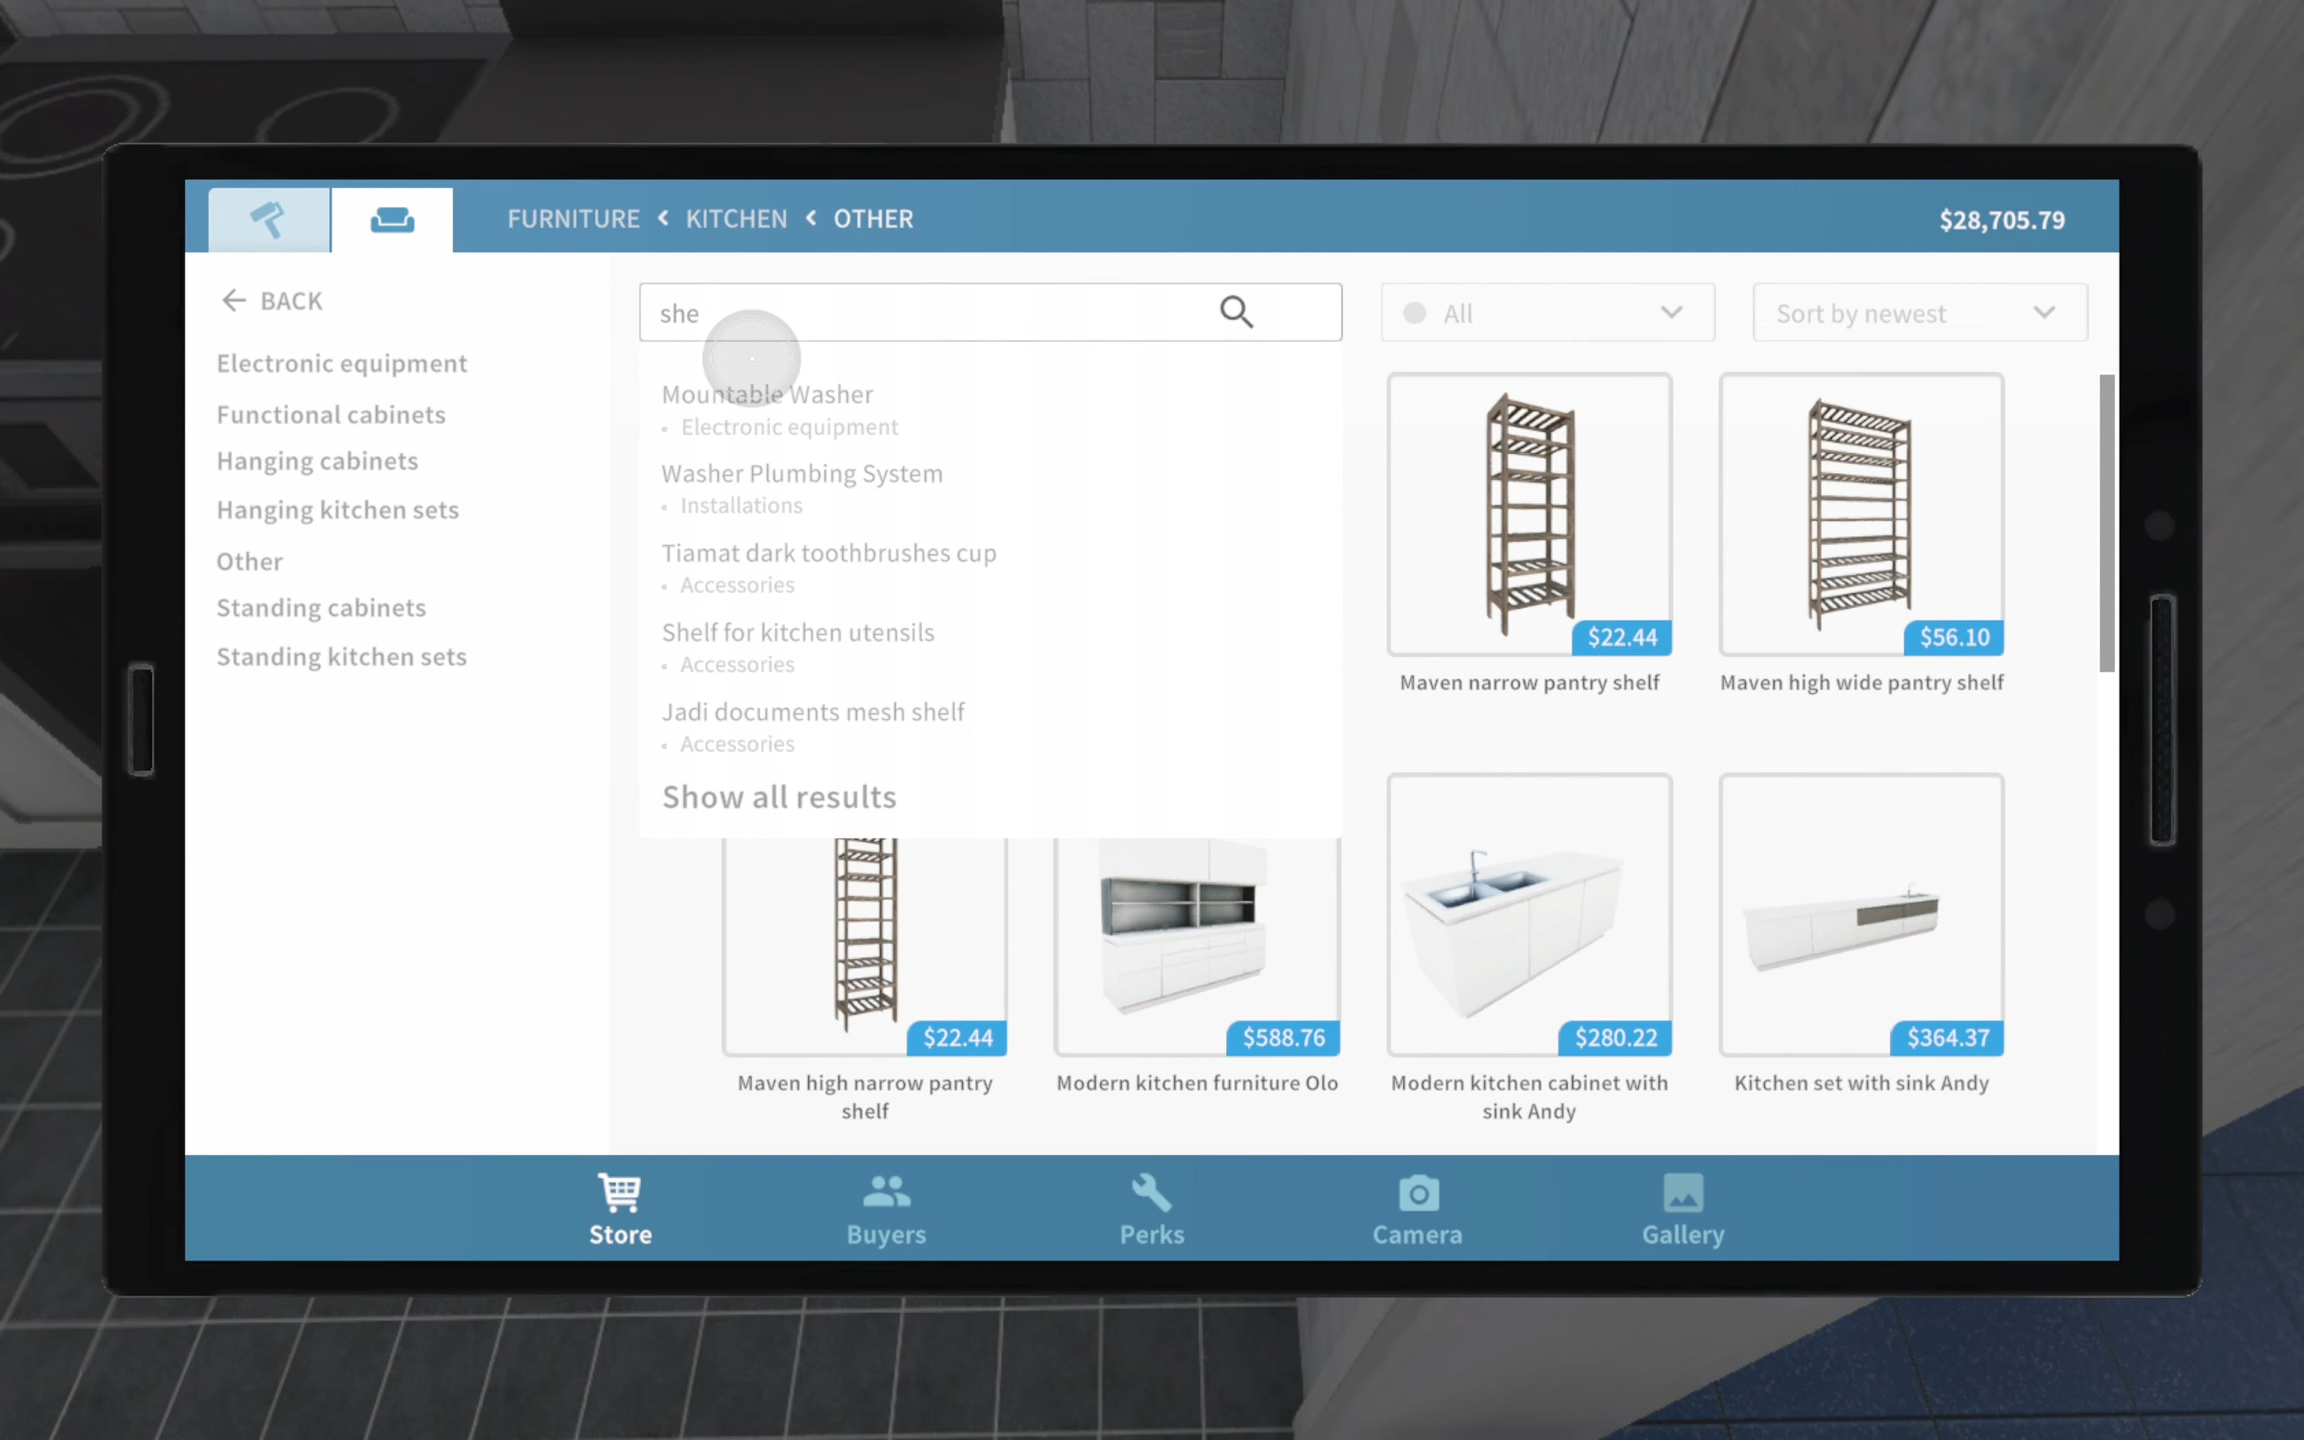 FURNITURE < KITCHEN < OTHER
$28,705.79
BACK
Electronic equipment
Functional cabinets
Hanging cabinets
Hanging kitchen sets
Other
Standing cabinets
Standing kitchen sets
she
All
Sort by newest
Mountable Washer
• Electronic equipment
Washer Plumbing System
• Installations
Tiamat dark toothbrushes cup
• Accessories
Shelf for kitchen utensils
• Accessories
Jadi documents mesh shelf
• Accessories
Show all results
$22.44
Maven narrow pantry shelf
$56.10
Maven high wide pantry shelf
$22.44
Maven high narrow pantry
shelf
$588.76
Modern kitchen furniture Olo
$280.22
Modern kitchen cabinet with
sink Andy
$364.37
Kitchen set with sink Andy
Store
Buyers
Perks
Camera
Gallery